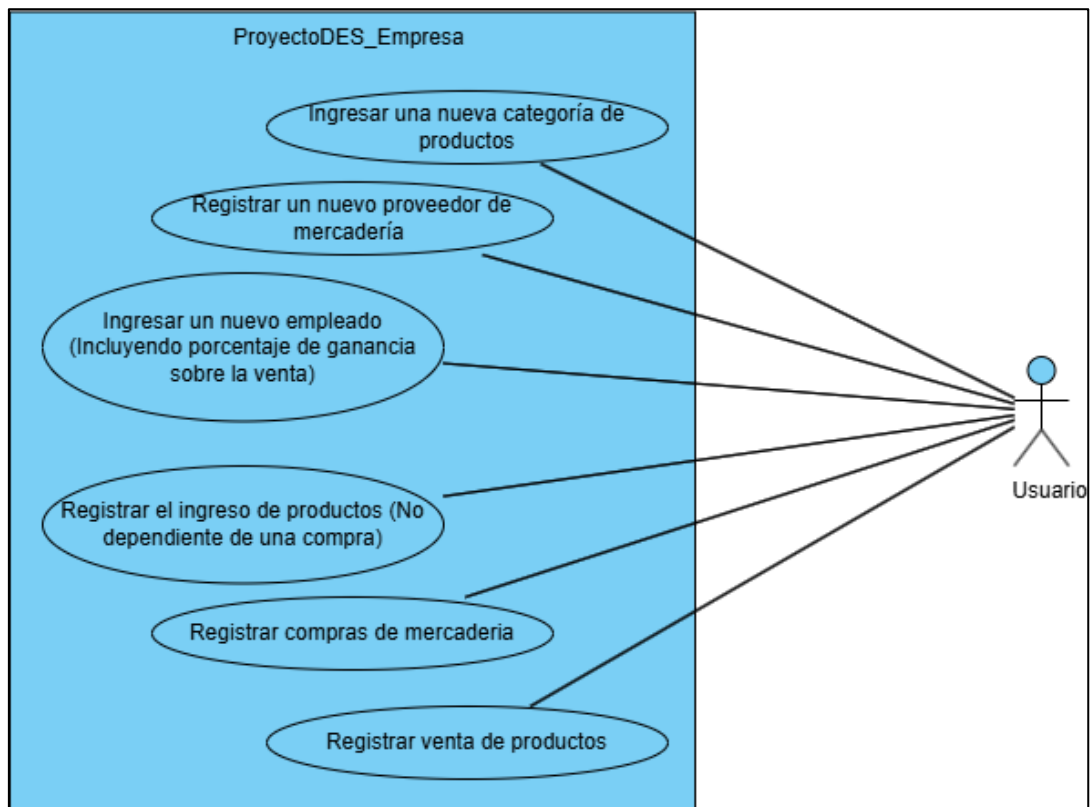 ProyectoDES_Empresa
Ingresar una nueva categoría de
productos
Registrar un nuevo proveedor de
mercadería
Ingresar un nuevo empleado
(Incluyendo porcentaje de ganancia
sobre la venta)
Registrar el ingreso de productos (No
dependiente de una compra)
Usuario
Registrar compras de mercaderia
Registrar venta de productos